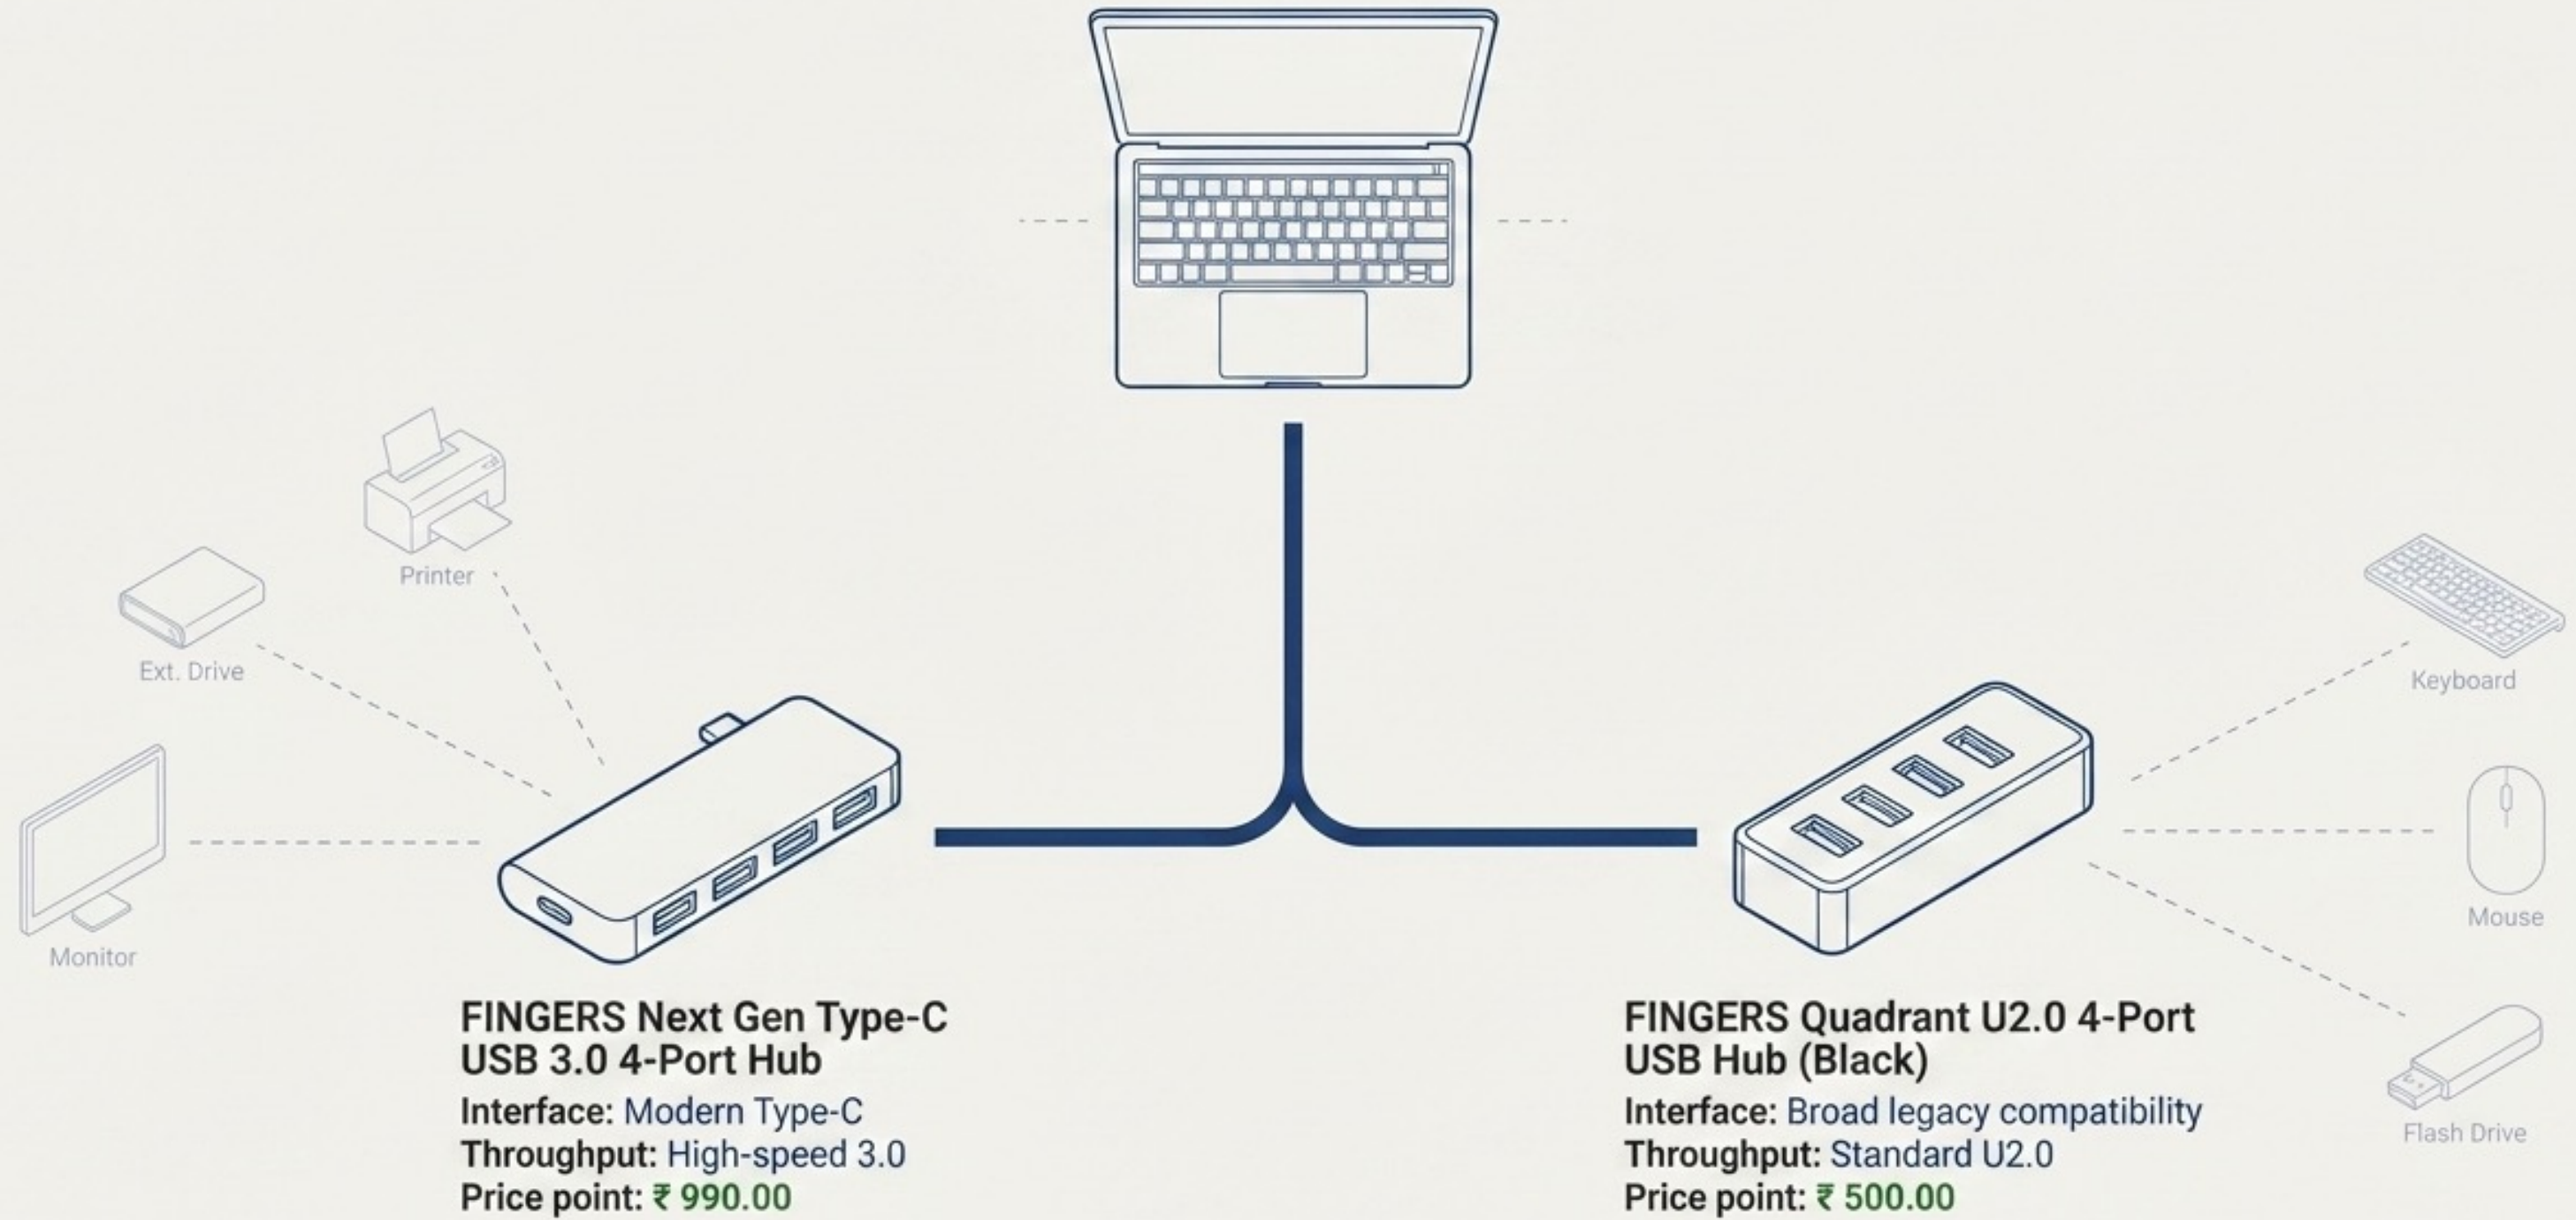 Printer
Ext. Drive
Monitor
Keyboard
Mouse
Flash Drive
FINGERS Next Gen Type-C
USB 3.0 4-Port Hub
Interface: Modern Type-C
Throughput: High-speed 3.0
Price point: ₹ 990.00
FINGERS Quadrant U2.0 4-Port
USB Hub (Black)
Interface: Broad legacy compatibility
Throughput: Standard U2.0
Price point: ₹ 500.00